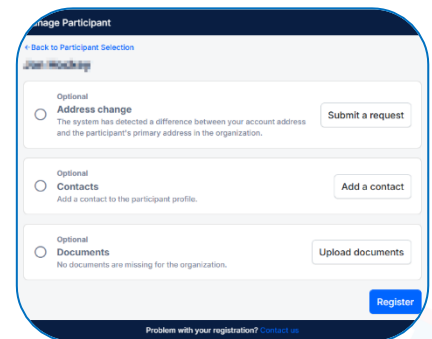 nage Participant
←Back to Participant Selection
Optional
Address change
The system has detected a difference between your account address
and the participant's primary address in the organization.
Submit a request
Optional
Contacts
Add a contact to the participant profile.
Add a contact
Optional
Documents
No documents are missing for the organization.
Upload documents
Register
Problem with your registration? Contact us